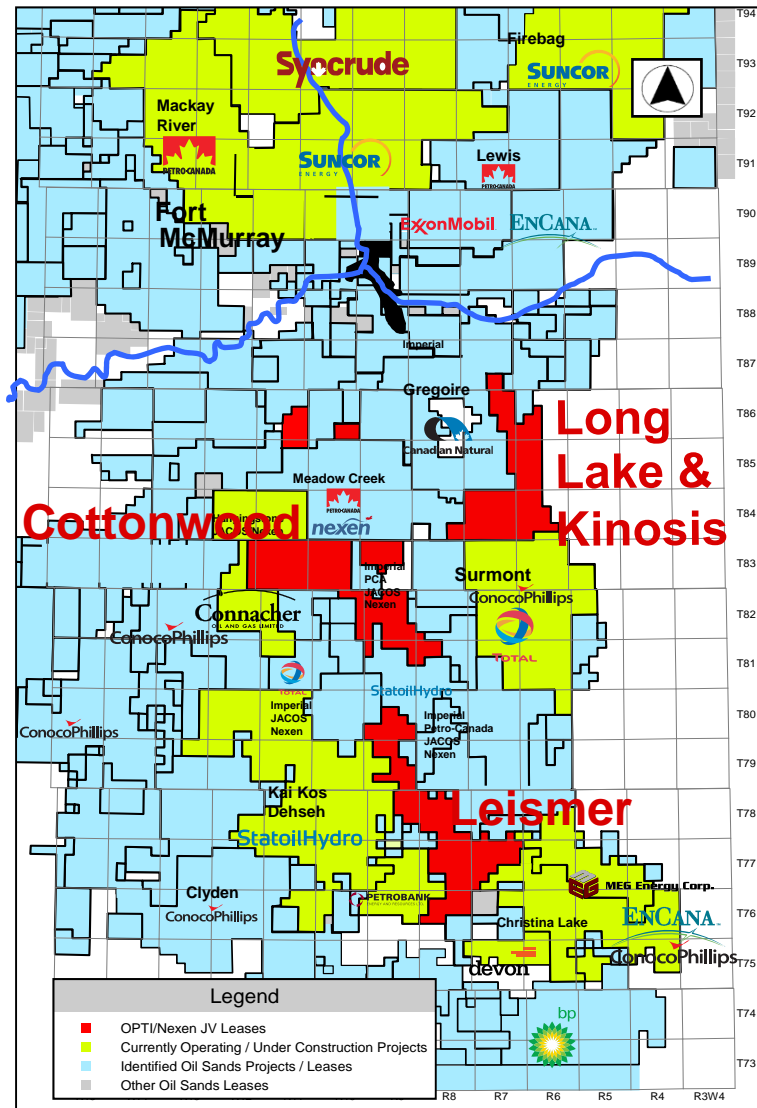 T94
Firebag
Syncrude
T93
SUNCOR
ENERGY
Mackay
River
T92
PETRO-CANADA
SUNCOR
ENERGY
Lewis
PETRO-CANADA
T91
Fort
McMurray
ExxonMobil
ENCANA
T90
T89
T88
Imperial
T87
Gregoire
Canadian Natural
T86
Long
Lake &
Kinosis
T85
Meadow Creek
PETRO-CANADA
nexen
Cottonwood
Hangingstone
JACOS Nexen
T84
Imperial
PCA
JACOS
Nexen
Surmont
ConocoPhillips
T83
Connacher
OIL AND GAS LIMITED
ConocoPhillips
TOTAL
T82
T81
TOTAL
StatoilHydro
Imperial
JACOS
Nexen
Imperial
Petro-Canada
JACOS
Nexen
ConocoPhillips
T80
T79
Kai Kos
Dehseh
StatoilHydro
Leismer
T78
T77
MEG Energy Corp.
Clyden
ConocoPhillips
PETROBANK
Christina Lake
ENCANA
ConocoPhillips
T76
devon
T75
bp
T74
T73
Legend
OPTI/Nexen JV Leases
Currently Operating / Under Construction Projects
Identified Oil Sands Projects / Leases
Other Oil Sands Leases
R8
R7
R6
R5
R4
R3W4